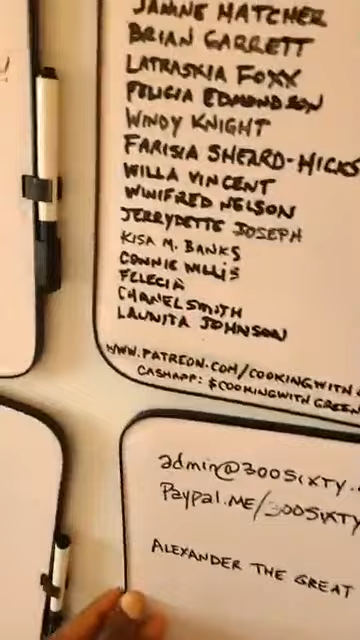 JANINE HATCHER
BRIAN GARRETT
LATRASKIA FOXX
FELICIA EDMONDSON
WINDY KNIGHT
FARISIA SHEARD-HICKS
WILLA VINCENT
WINIFRED NELSON
JERRYDETTE JOSEPH
KISA M. BANKS
CONNIE WILLIS
FELECIA
CHANEL SMITH
LAUNITA JOHNSON
WWW.PATREON.COM/COOKINGWITH
CASHAPP: $COOKINGWITHGREEN
admin@300SIXTY.
Paypal.ME/300SIXTY
ALEXANDER THE GREAT